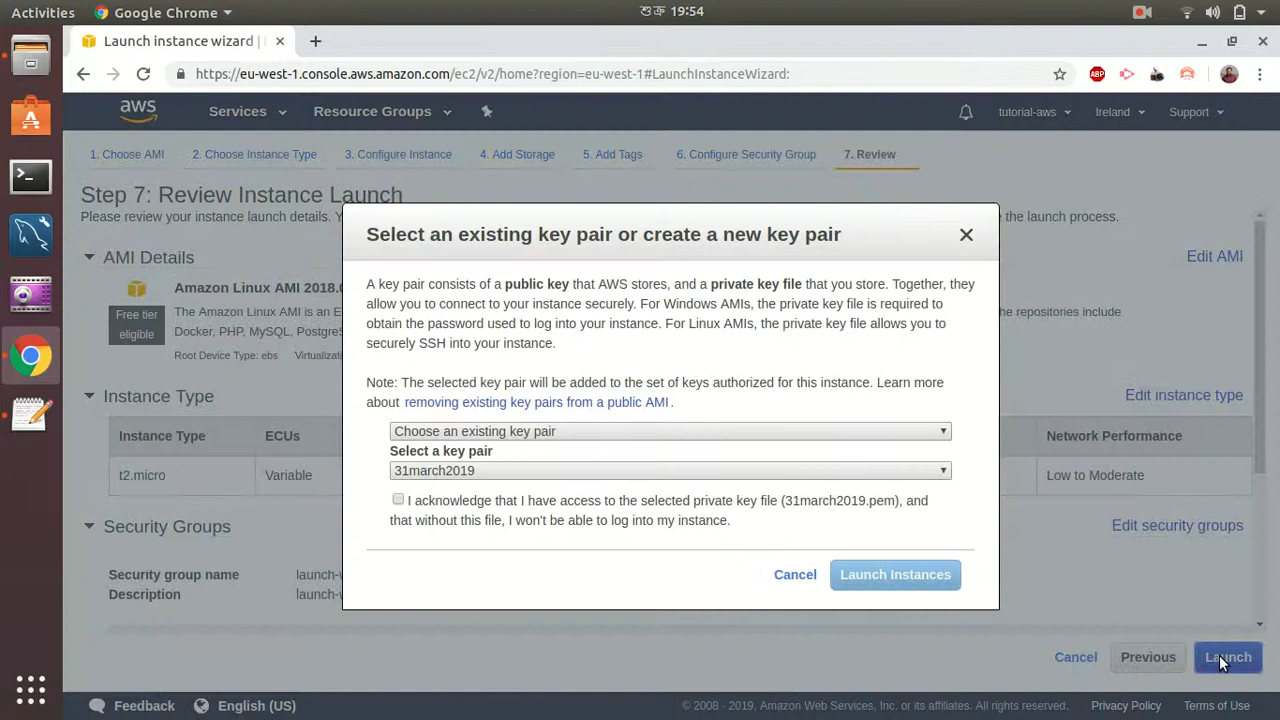 Activities Google Chrome শুক্র 19:54
Launch instance wizard |
https://eu-west-1.console.aws.amazon.com/ec2/v2/home?region=eu-west-1#LaunchInstanceWizard:
ABP
aws Services Resource Groups tutorial-aws Ireland Support
1. Choose AMI 2. Choose Instance Type 3. Configure Instance 4. Add Storage 5. Add Tags 6. Configure Security Group 7. Review
Step 7: Review Instance Launch
Please review your instance launch details. Y the launch process.
AMI Details Edit AMI
Amazon Linux AMI 2018.0
Free tier eligible
The Amazon Linux AMI is an E e repositories include
Docker, PHP, MySQL, PostgreS
Root Device Type: ebs Virtualizati
Instance Type Edit instance type
Instance Type ECUs Network Performance
t2.micro Variable Low to Moderate
Security Groups Edit security groups
Security group name launch-w
Description launch-w
Select an existing key pair or create a new key pair
A key pair consists of a public key that AWS stores, and a private key file that you store. Together, they
allow you to connect to your instance securely. For Windows AMIs, the private key file is required to
obtain the password used to log into your instance. For Linux AMIs, the private key file allows you to
securely SSH into your instance.
Note: The selected key pair will be added to the set of keys authorized for this instance. Learn more
about removing existing key pairs from a public AMI.
Choose an existing key pair
Select a key pair
31march2019
I acknowledge that I have access to the selected private key file (31march2019.pem), and
that without this file, I won't be able to log into my instance.
Cancel Launch Instances
Cancel Previous Launch
Feedback English (US) © 2008 - 2019, Amazon Web Services, Inc. or its affiliates. All rights reserved. Privacy Policy Terms of Use